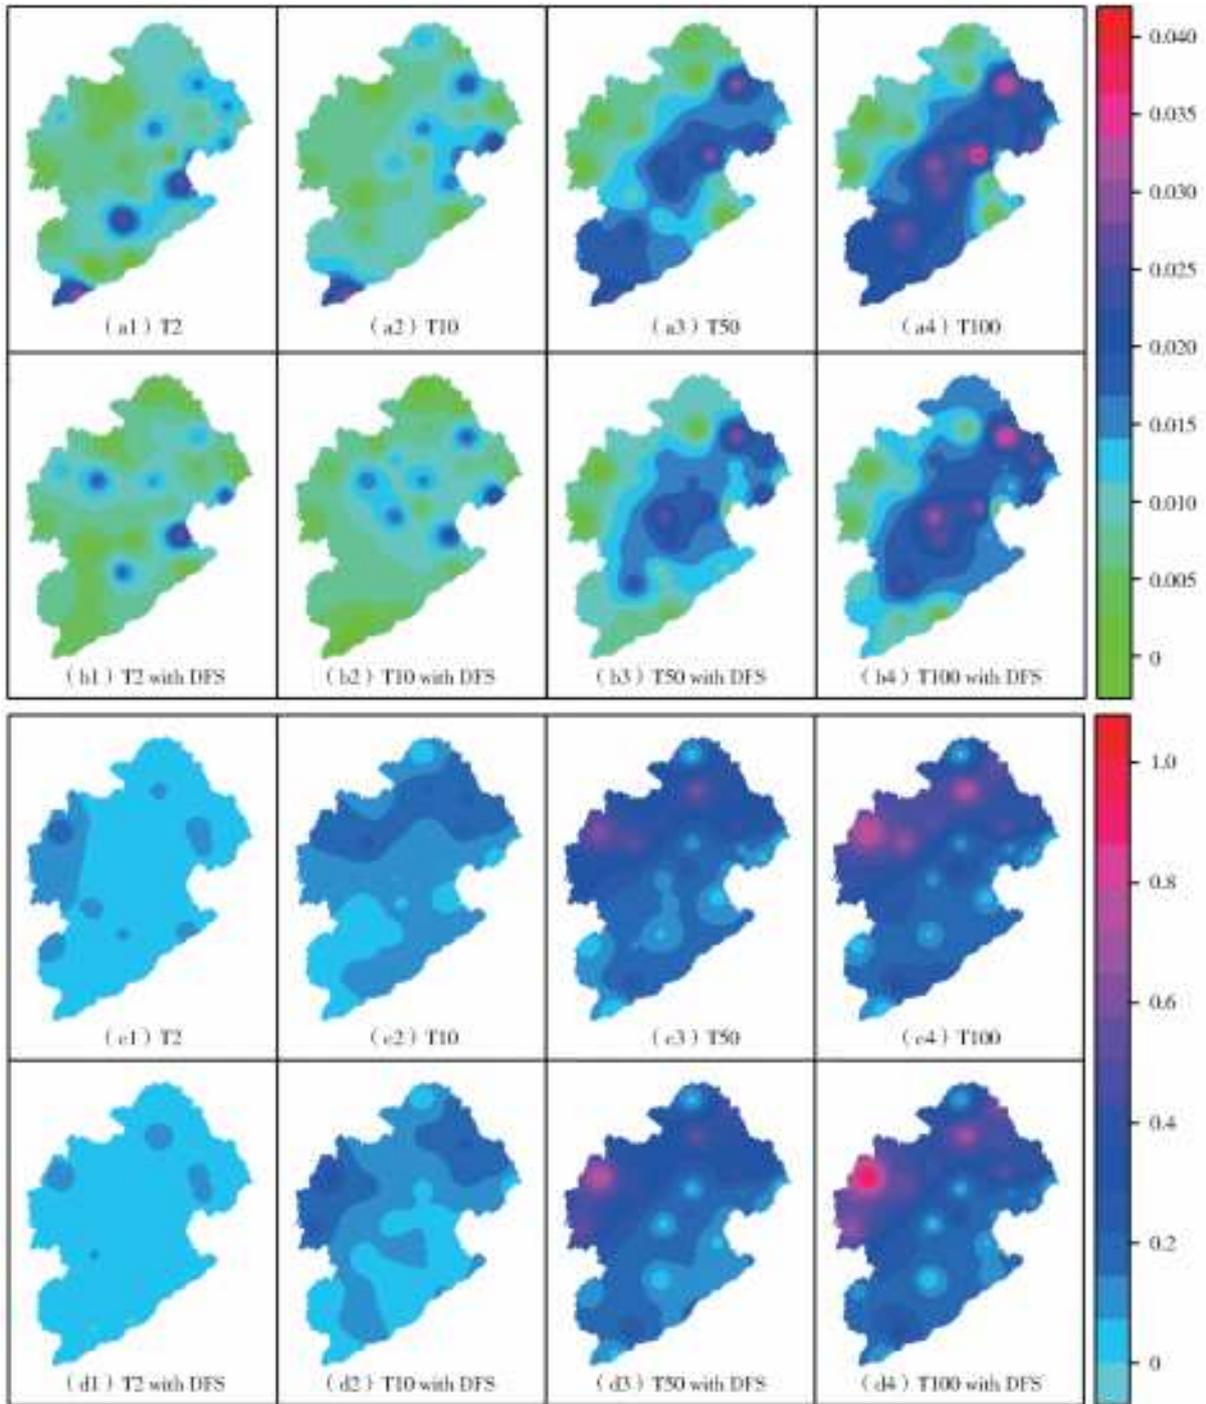 (a1) T2
(a2) T10
(a3) T50
(a4) T100
0.040
0.035
0.030
0.025
0.020
0.015
0.010
0.005
0
(b1) T2 with DFS
(b2) T10 with DFS
(b3) T50 with DFS
(b4) T100 with DFS
(c1) T2
(c2) T10
(c3) T50
(c4) T100
1.0
0.8
0.6
0.4
0.2
0
(d1) T2 with DFS
(d2) T10 with DFS
(d3) T50 with DFS
(d4) T100 with DFS